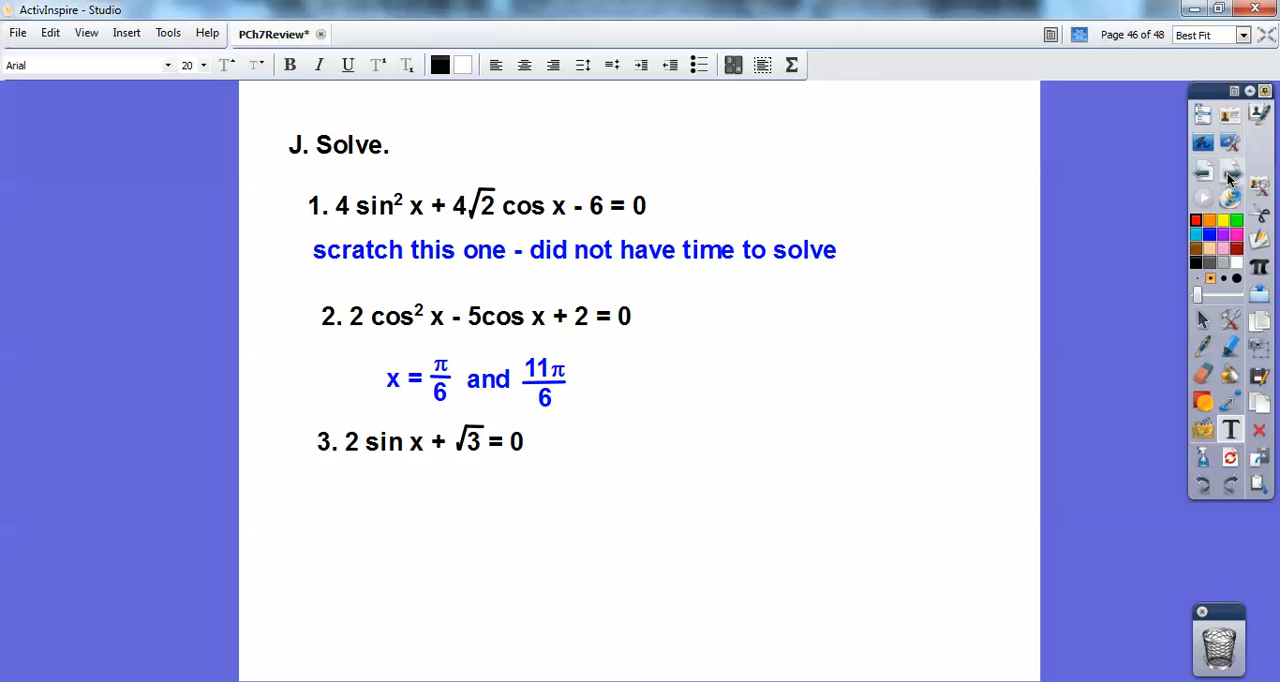 ActivInspire - Studio
File Edit View Insert Tools Help PCh7Review* Page 46 of 48 Best Fit
Arial 20 T T B I U T¹ T₁ Σ
J. Solve.
1. 4 sin² x + 4√2 cos x - 6 = 0
scratch this one - did not have time to solve
2. 2 cos² x - 5cos x + 2 = 0
x = π/6 and 11π/6
3. 2 sin x + √3 = 0
π
T